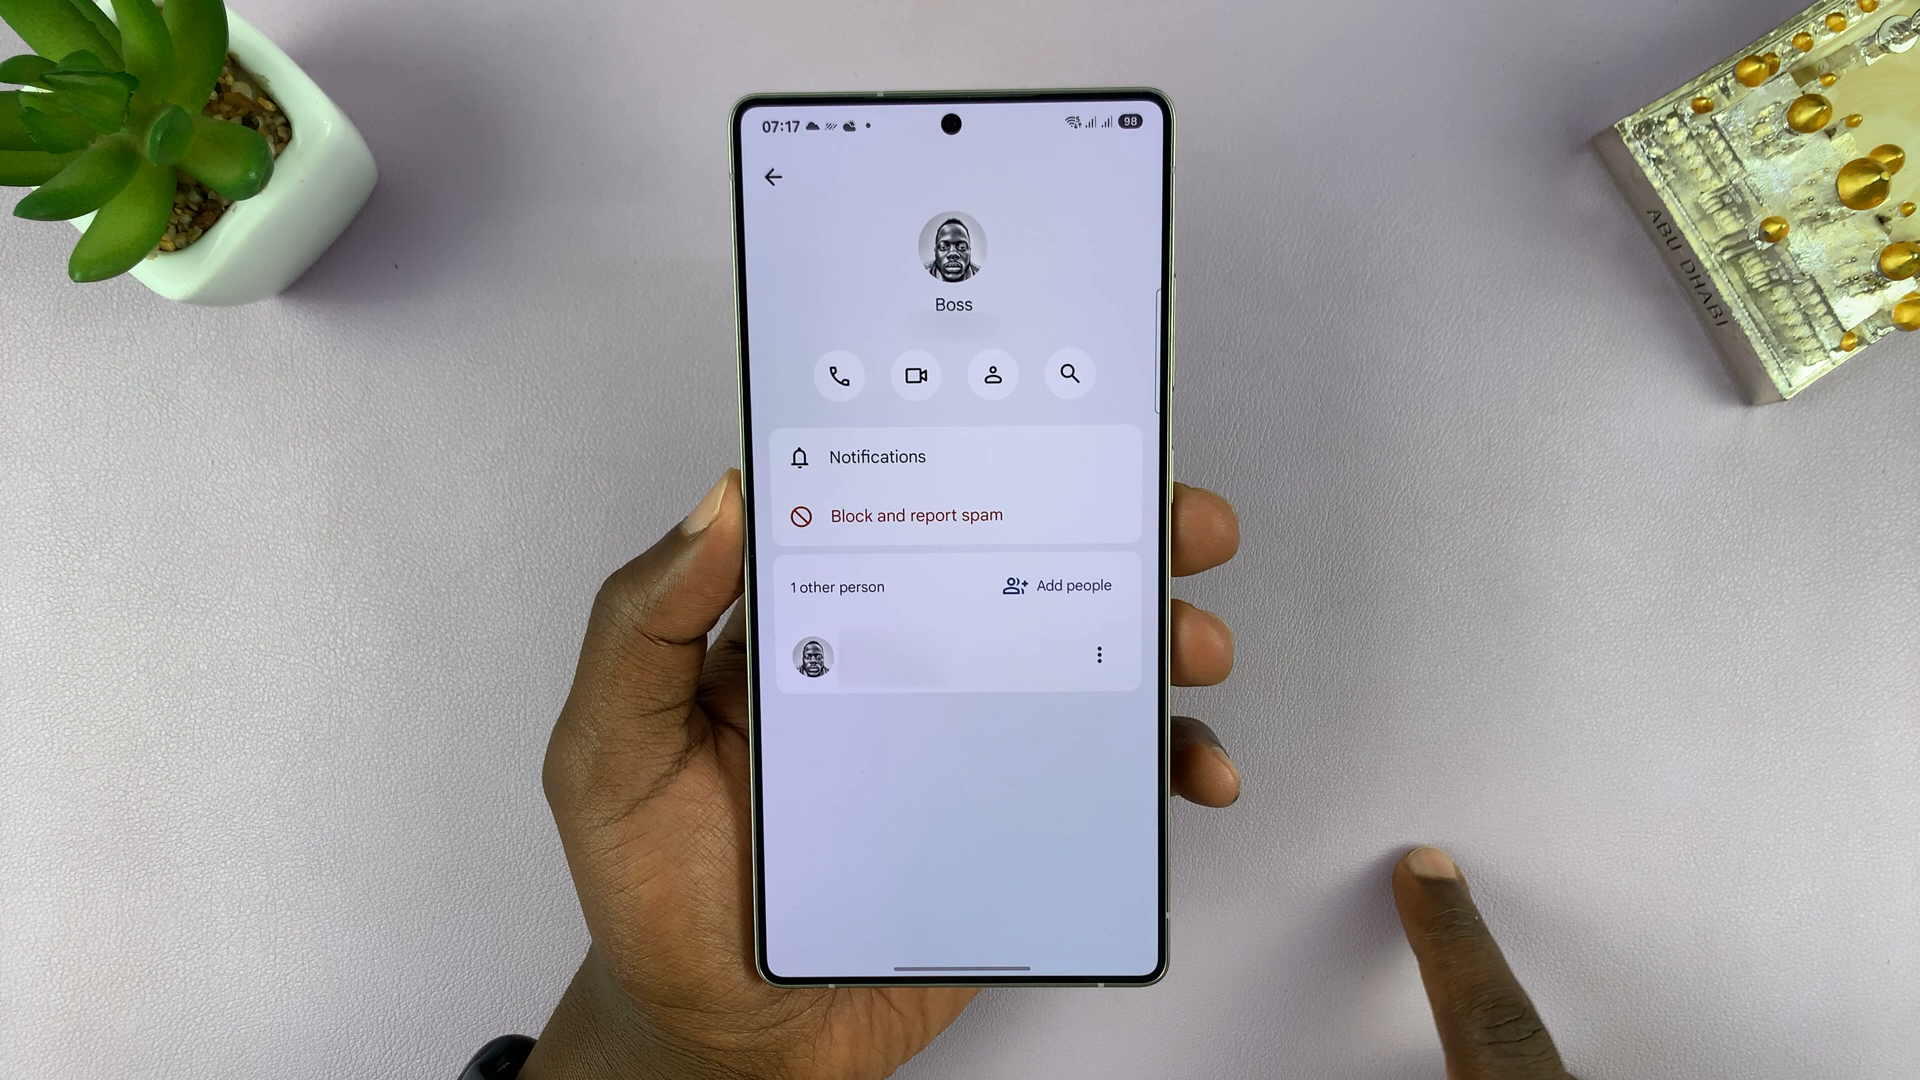 07:17
98
Boss
Notifications
Block and report spam
1 other person
Add people
ABU DHABI